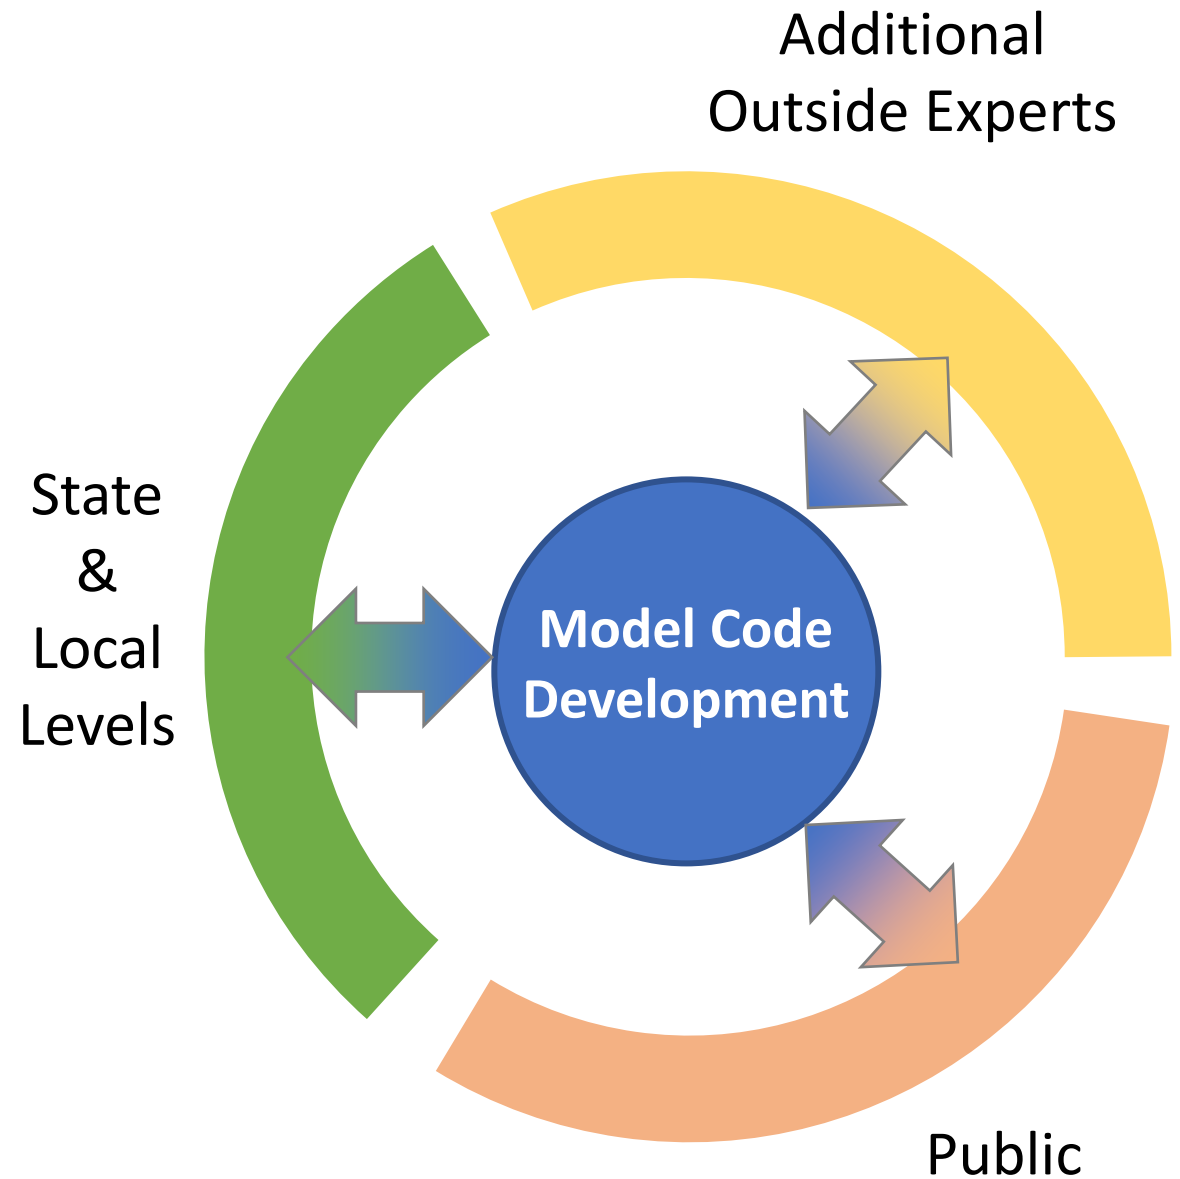 Additional
Outside Experts
State
&
Local
Levels
Model Code
Development
Public